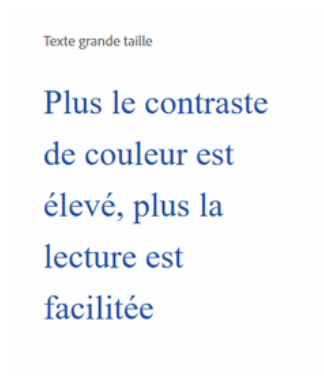 Texte grande taille
Plus le contraste
de couleur est
élevé, plus la
lecture est
facilitée